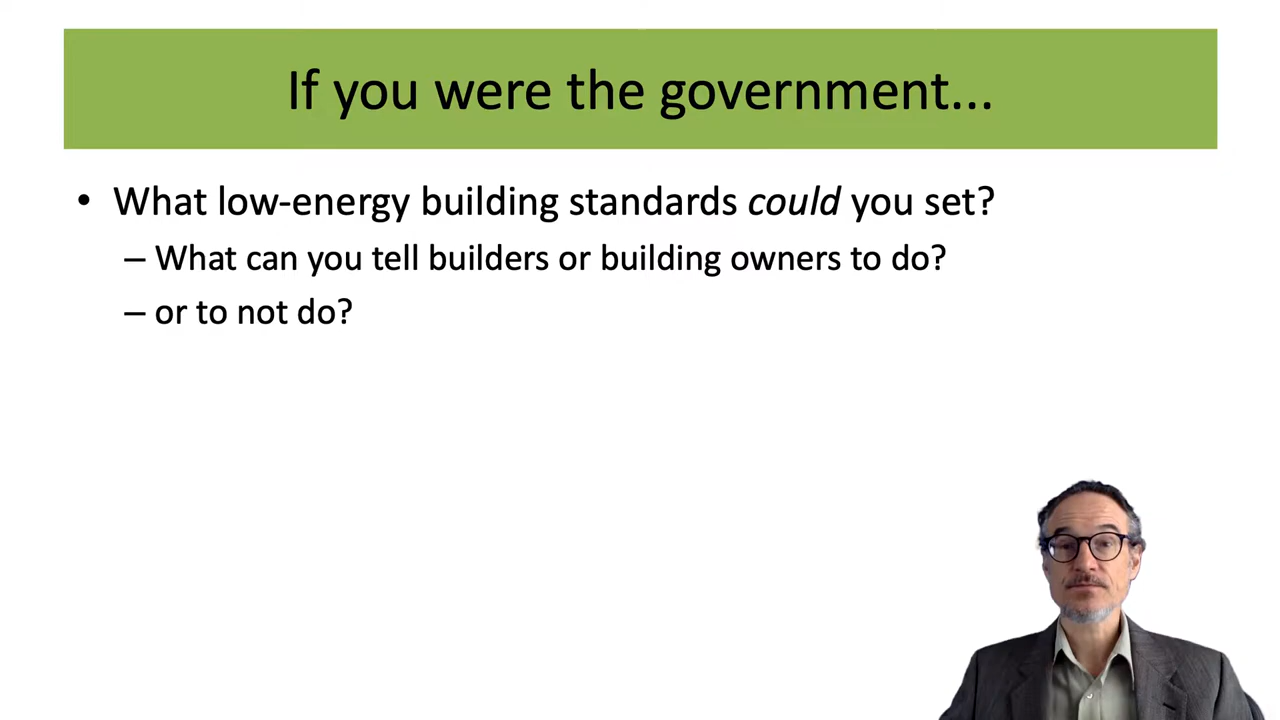 If you were the government...
• What low-energy building standards could you set?
– What can you tell builders or building owners to do?
– or to not do?